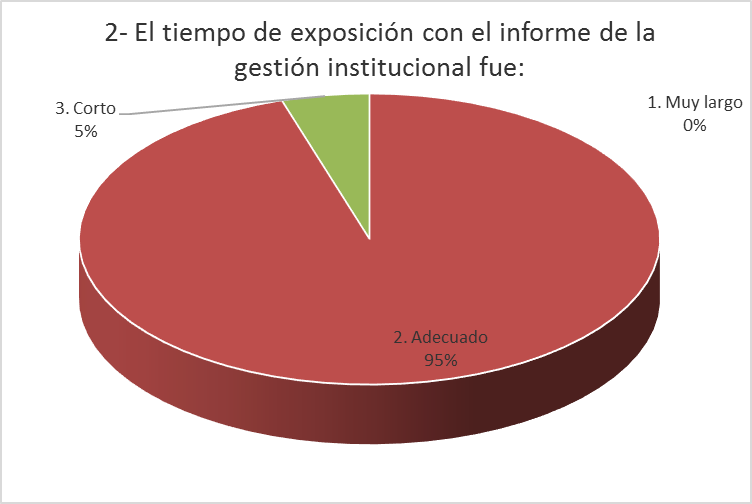 2- El tiempo de exposición con el informe de la
gestión institucional fue:
3. Corto
5%
1. Muy largo
0%
2. Adecuado
95%